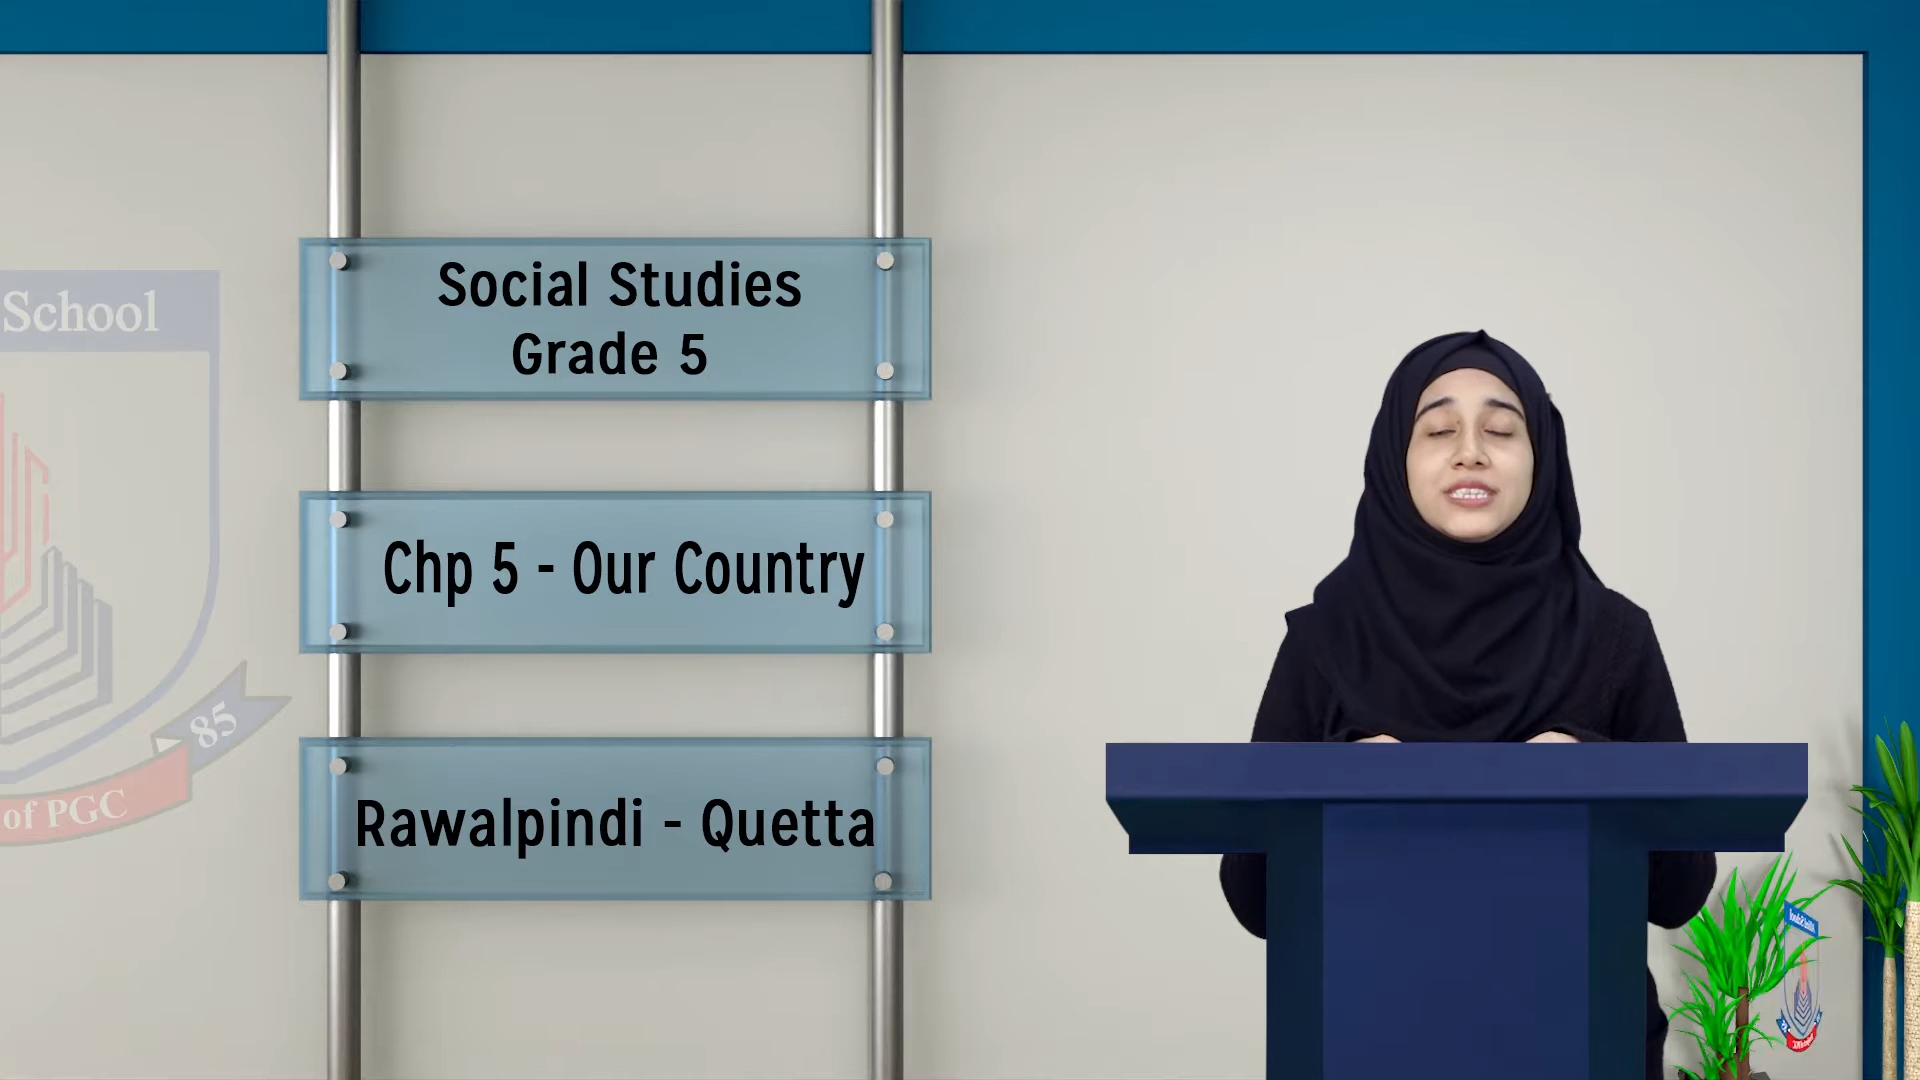 Social Studies
Grade 5
Chp 5 - Our Country
Rawalpindi - Quetta
School
85
of PGC